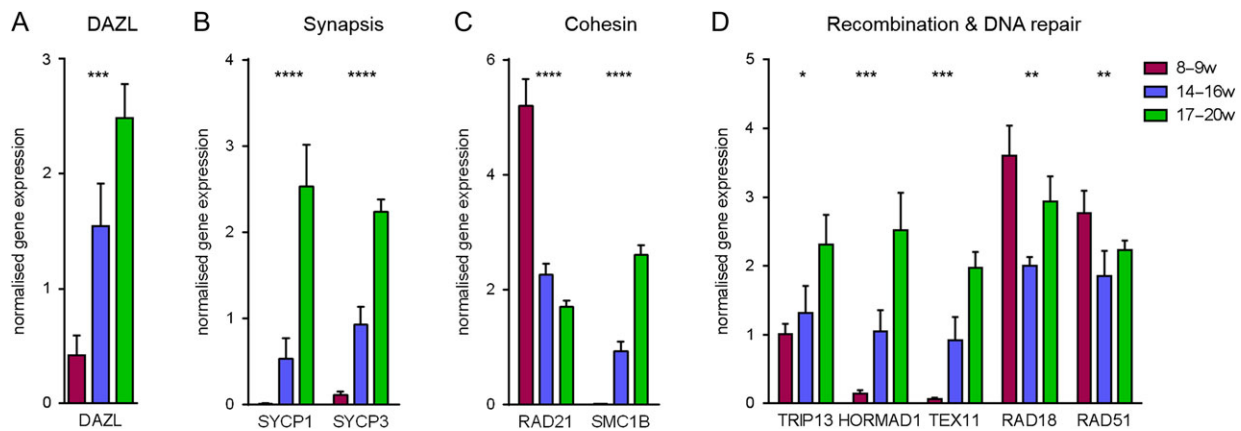 A DAZL
B Synapsis
C Cohesin
D Recombination & DNA repair
normalised gene expression
3
2
1
0
***
DAZL
normalised gene expression
4
3
2
1
0
**** ****
SYCP1 SYCP3
normalised gene expression
6
4
2
0
**** ****
RAD21 SMC1B
normalised gene expression
5
4
3
2
1
0
* *** *** ** **
TRIP13 HORMAD1 TEX11 RAD18 RAD51
8–9w
14–16w
17–20w